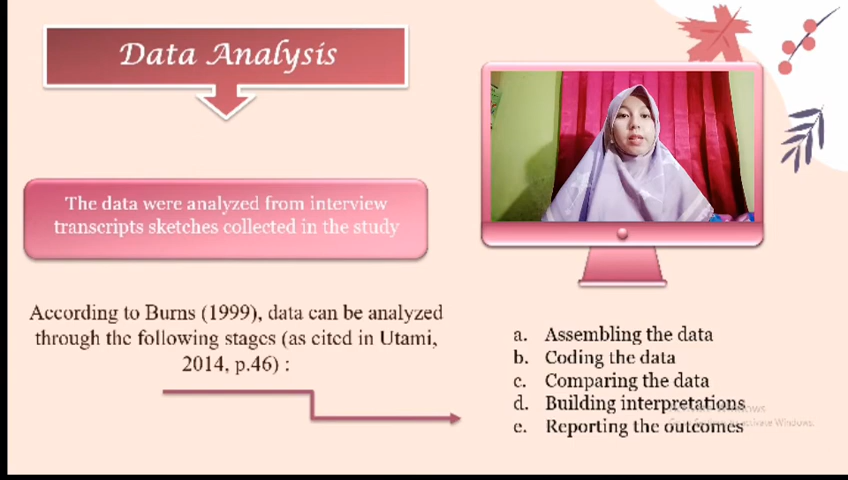 Data Analysis
The data were analyzed from interview
transcripts sketches collected in the study
According to Burns (1999), data can be analyzed
through the following stages (as cited in Utami,
2014, p.46) :
a. Assembling the data
b. Coding the data
c. Comparing the data
d. Building interpretations
e. Reporting the outcomes
activate Windows.